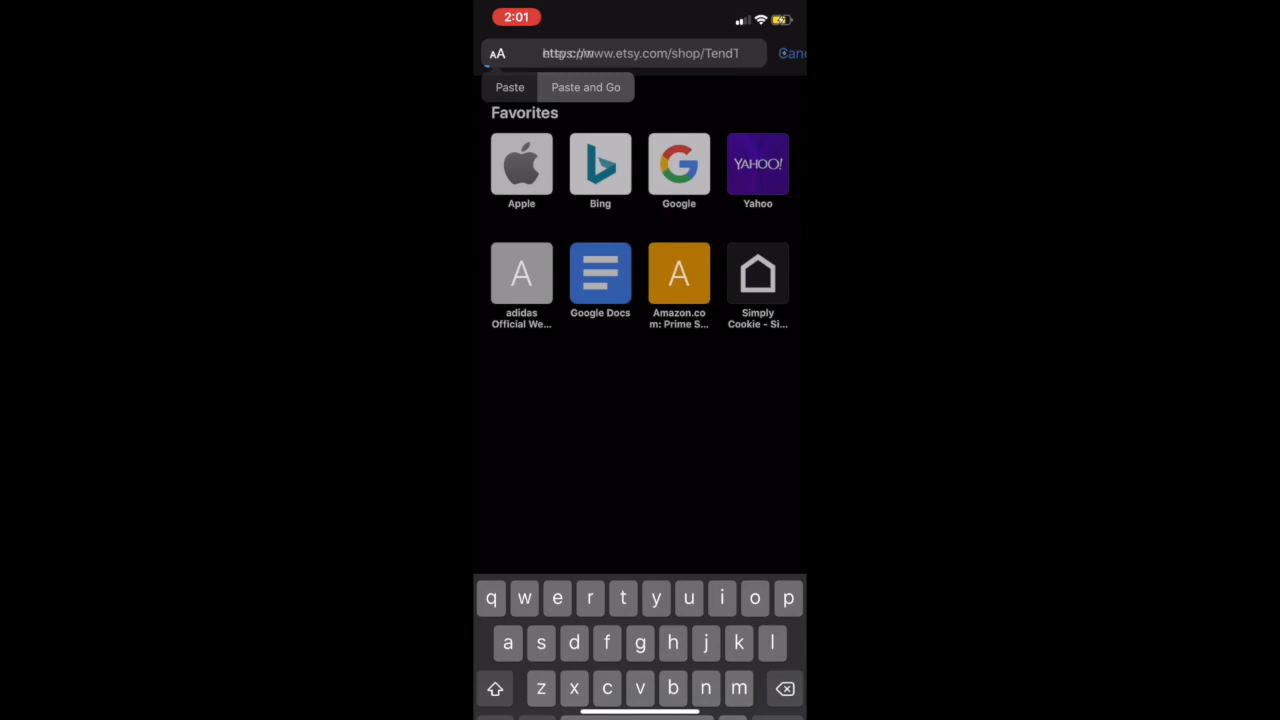 2:01
AA https://www.etsy.com/shop/TendT
Paste Paste and Go
Favorites
YAHOO!
Apple Bing Google Yahoo
A A
adidas Official We... Google Docs Amazon.co m: Prime S... Simply Cookie - Si...
q w e r t y u i o p
a s d f g h j k l
z x c v b n m